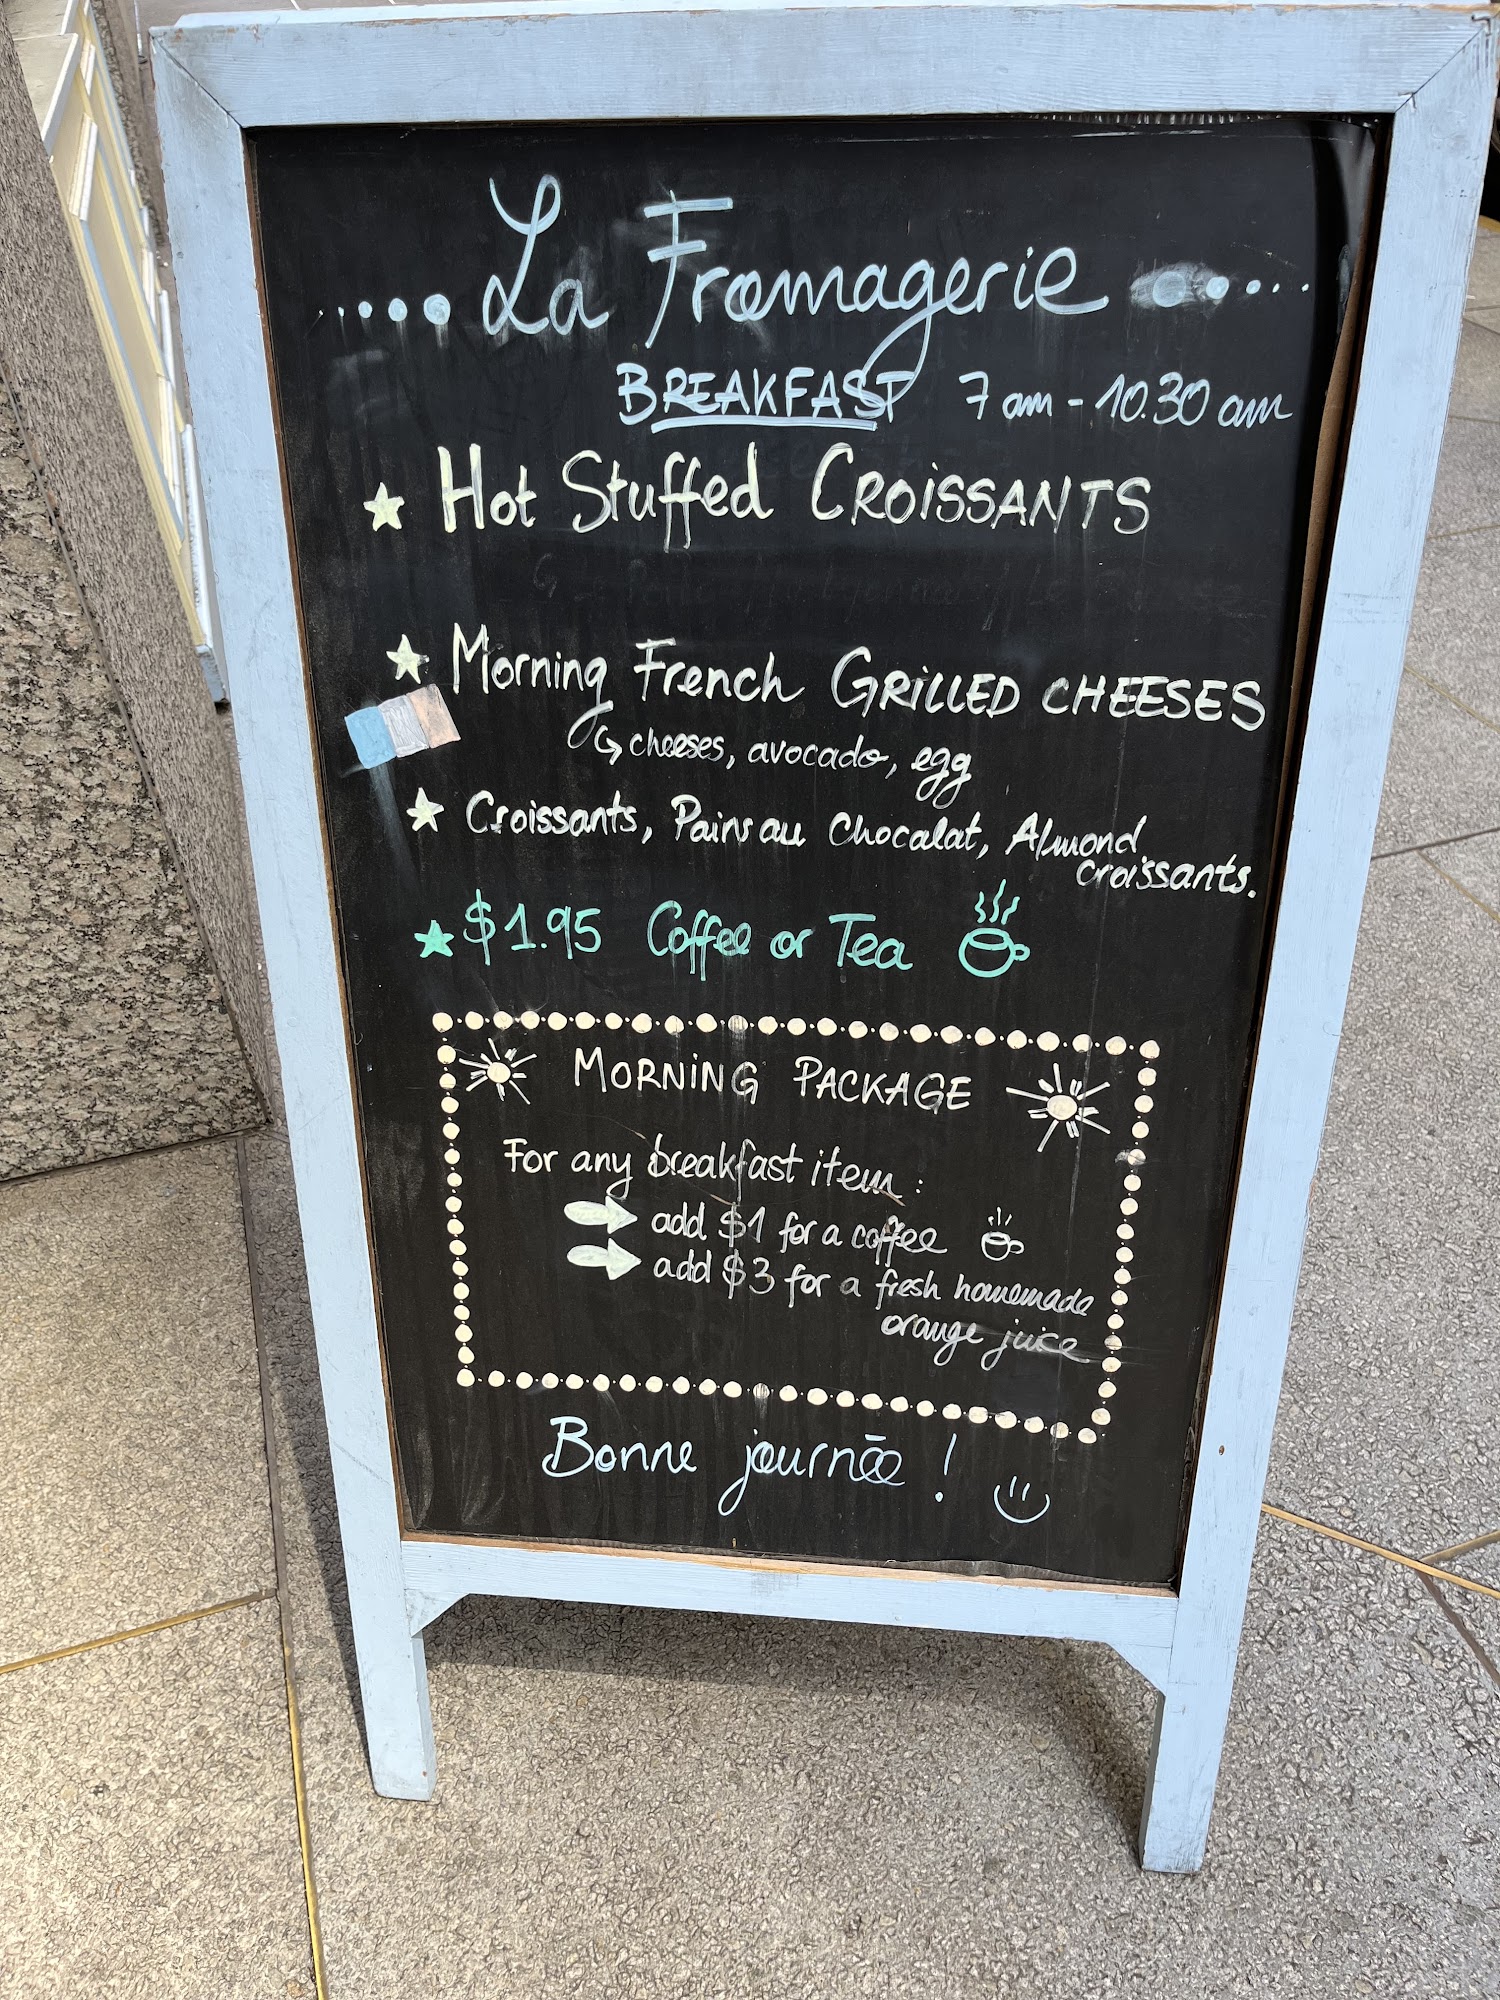 La Fromagerie
BREAKFAST 7 am - 10.30 am
Hot Stuffed CROISSANTS
Morning French GRILLED CHEESES
cheeses, avocado, egg
Croissants, Pains au Chocolat, Almond
croissants.
$1.95 Coffee or Tea
MORNING PACKAGE
For any breakfast item:
add $1 for a coffee
add $3 for a fresh homemade
orange juice
Bonne journée !